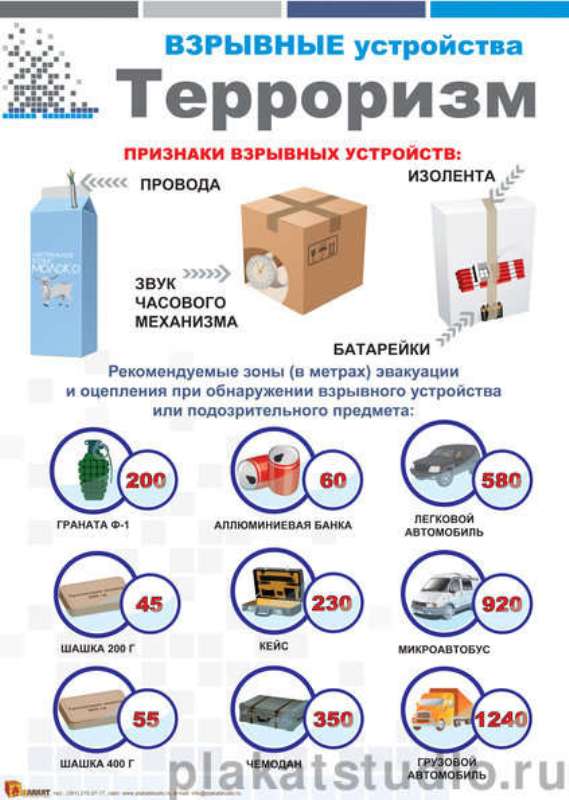 ВЗРЫВНЫЕ устройства
Терроризм
ПРИЗНАКИ ВЗРЫВНЫХ УСТРОЙСТВ:
ПРОВОДА
ИЗОЛЕНТА
МОЛОКО
ЗВУК
ЧАСОВОГО
МЕХАНИЗМА
БАТАРЕЙКИ
Рекомендуемые зоны (в метрах) эвакуации
и оцепления при обнаружении взрывного устройства
или подозрительного предмета:
200
60
580
ГРАНАТА Ф-1
АЛЛЮМИНИЕВАЯ БАНКА
ЛЕГКОВОЙ
АВТОМОБИЛЬ
45
230
920
ШАШКА 200 Г
КЕЙС
МИКРОАВТОБУС
55
350
1240
ШАШКА 400 Г
ЧЕМОДАН
ГРУЗОВОЙ
АВТОМОБИЛЬ
plakatstudio.ru
plakatstudio.ru